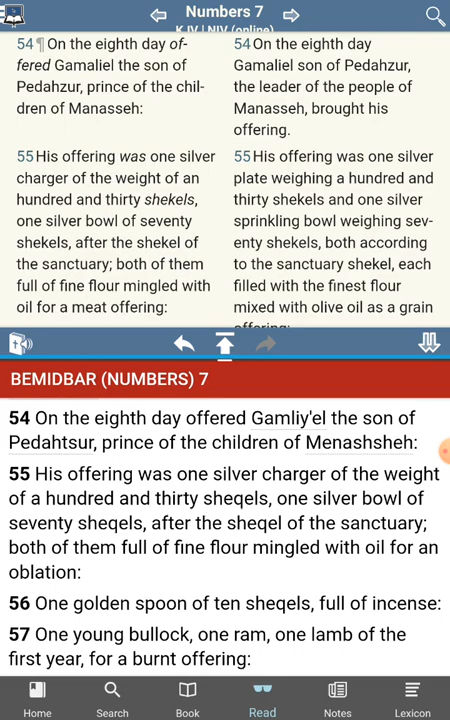 Numbers 7
KJV | NIV (online)
54¶ On the eighth day of-
fered Gamaliel the son of
Pedahzur, prince of the chil-
dren of Manasseh:
55 His offering was one silver
charger of the weight of an
hundred and thirty shekels,
one silver bowl of seventy
shekels, after the shekel of
the sanctuary; both of them
full of fine flour mingled with
oil for a meat offering:
54 On the eighth day
Gamaliel son of Pedahzur,
the leader of the people of
Manasseh, brought his
offering.
55 His offering was one silver
plate weighing a hundred and
thirty shekels and one silver
sprinkling bowl weighing sev-
enty shekels, both according
to the sanctuary shekel, each
filled with the finest flour
mixed with olive oil as a grain
offering;
BEMIDBAR (NUMBERS) 7
54 On the eighth day offered Gamliy'el the son of
Pedahtsur, prince of the children of Menashsheh:
55 His offering was one silver charger of the weight
of a hundred and thirty sheqels, one silver bowl of
seventy sheqels, after the sheqel of the sanctuary;
both of them full of fine flour mingled with oil for an
oblation:
56 One golden spoon of ten sheqels, full of incense:
57 One young bullock, one ram, one lamb of the
first year, for a burnt offering:
Home Search Book Read Notes Lexicon